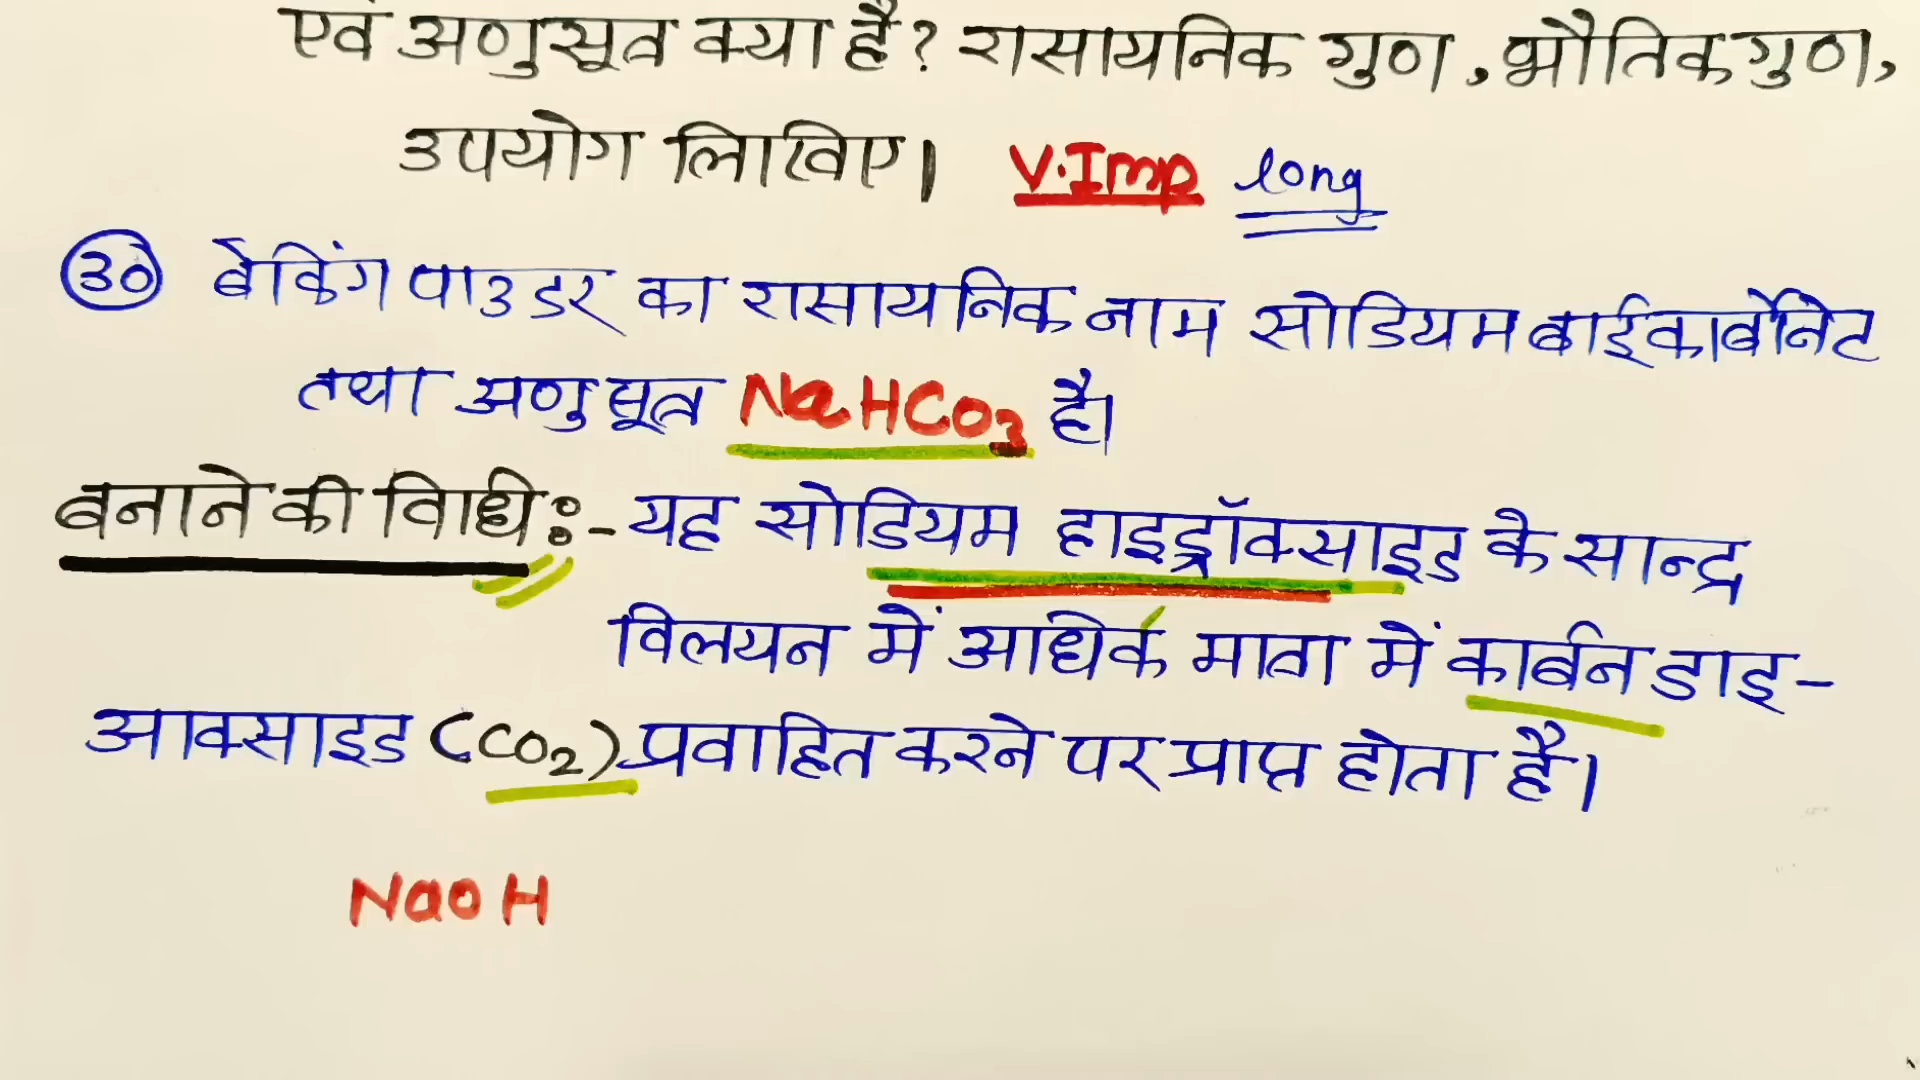 एवं अणुसूत्र क्या है? रासायनिक गुण, भौतिक गुण,
उपयोग लिखिए। V.Imp long
उ० बेकिंग पाउडर का रासायनिक नाम सोडियम बाईकार्बोनेट
तथा अणुसूत्र NaHCO₃ है।
बनाने की विधि:- यह सोडियम हाइड्रॉक्साइड के सान्द्र
विलयन में अधिक मात्रा में कार्बन डाइ-
आक्साइड (CO₂) प्रवाहित करने पर प्राप्त होता है।
NaOH